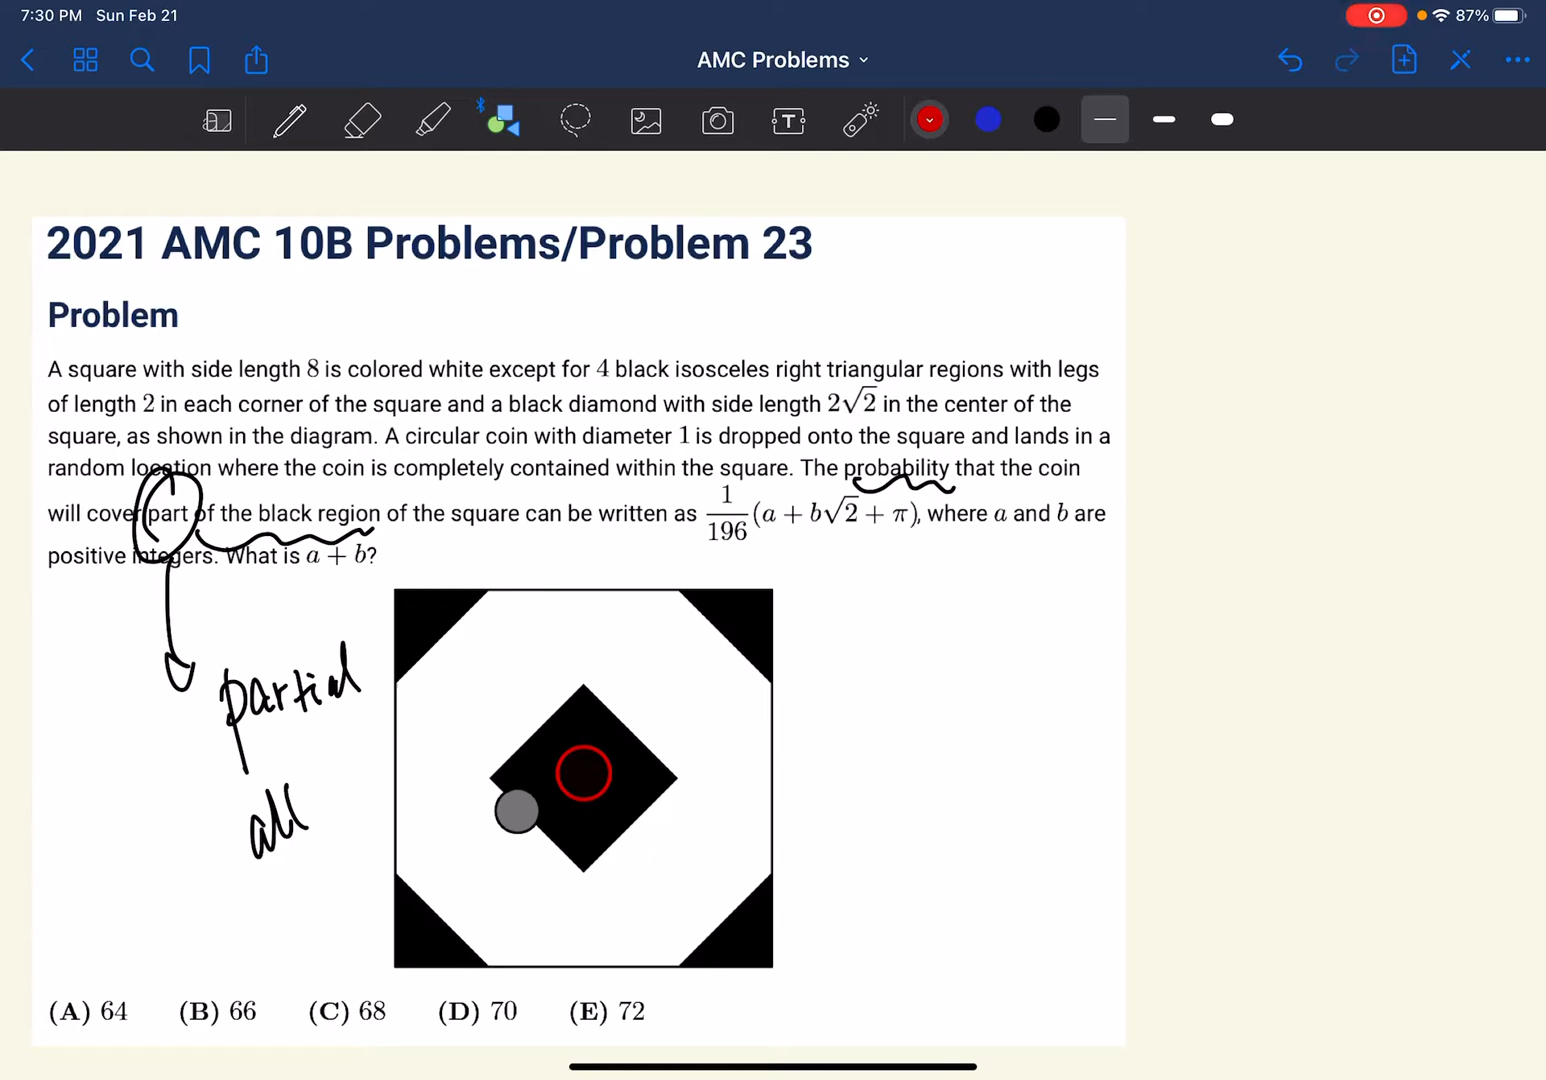 7:30 PM Sun Feb 21
87%
AMC Problems
T
2021 AMC 10B Problems/Problem 23
Problem
A square with side length 8 is colored white except for 4 black isosceles right triangular regions with legs
of length 2 in each corner of the square and a black diamond with side length 2√2 in the center of the
square, as shown in the diagram. A circular coin with diameter 1 is dropped onto the square and lands in a
random location where the coin is completely contained within the square. The probability that the coin
will cover part of the black region of the square can be written as 1/196 (a + b√2 + π), where a and b are
positive integers. What is a + b?
partial
all
(A) 64 (B) 66 (C) 68 (D) 70 (E) 72